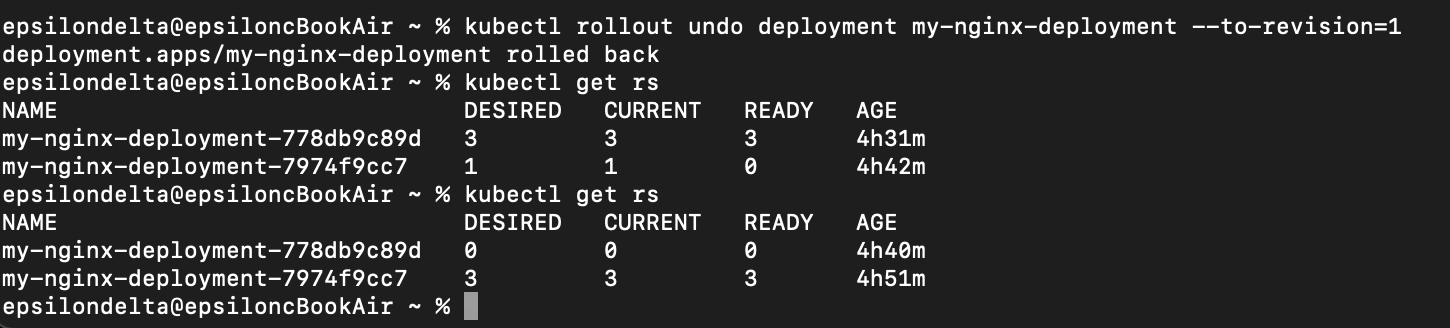 epsilondelta@epsiloncBookAir ~ % kubectl rollout undo deployment my-nginx-deployment --to-revision=1
deployment.apps/my-nginx-deployment rolled back
epsilondelta@epsiloncBookAir ~ % kubectl get rs
NAME DESIRED CURRENT READY AGE
my-nginx-deployment-778db9c89d 3 3 3 4h31m
my-nginx-deployment-7974f9cc7 1 1 0 4h42m
epsilondelta@epsiloncBookAir ~ % kubectl get rs
NAME DESIRED CURRENT READY AGE
my-nginx-deployment-778db9c89d 0 0 0 4h40m
my-nginx-deployment-7974f9cc7 3 3 3 4h51m
epsilondelta@epsiloncBookAir ~ %